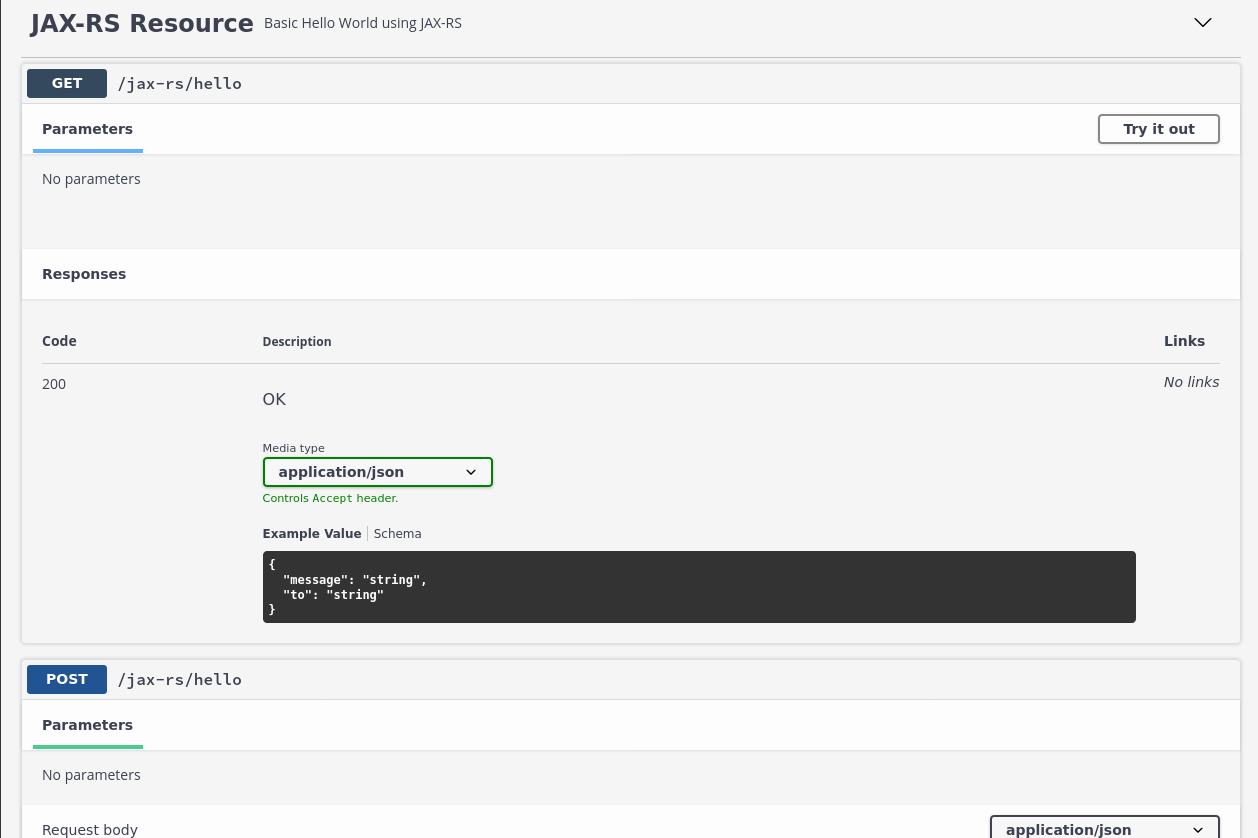 JAX-RS Resource Basic Hello World using JAX-RS
GET /jax-rs/hello
Parameters Try it out
No parameters
Responses
Code Description Links
200 No links
OK
Media type
application/json
Controls Accept header.
Example Value Schema
{
  "message": "string",
  "to": "string"
}
POST /jax-rs/hello
Parameters
No parameters
Request body application/json